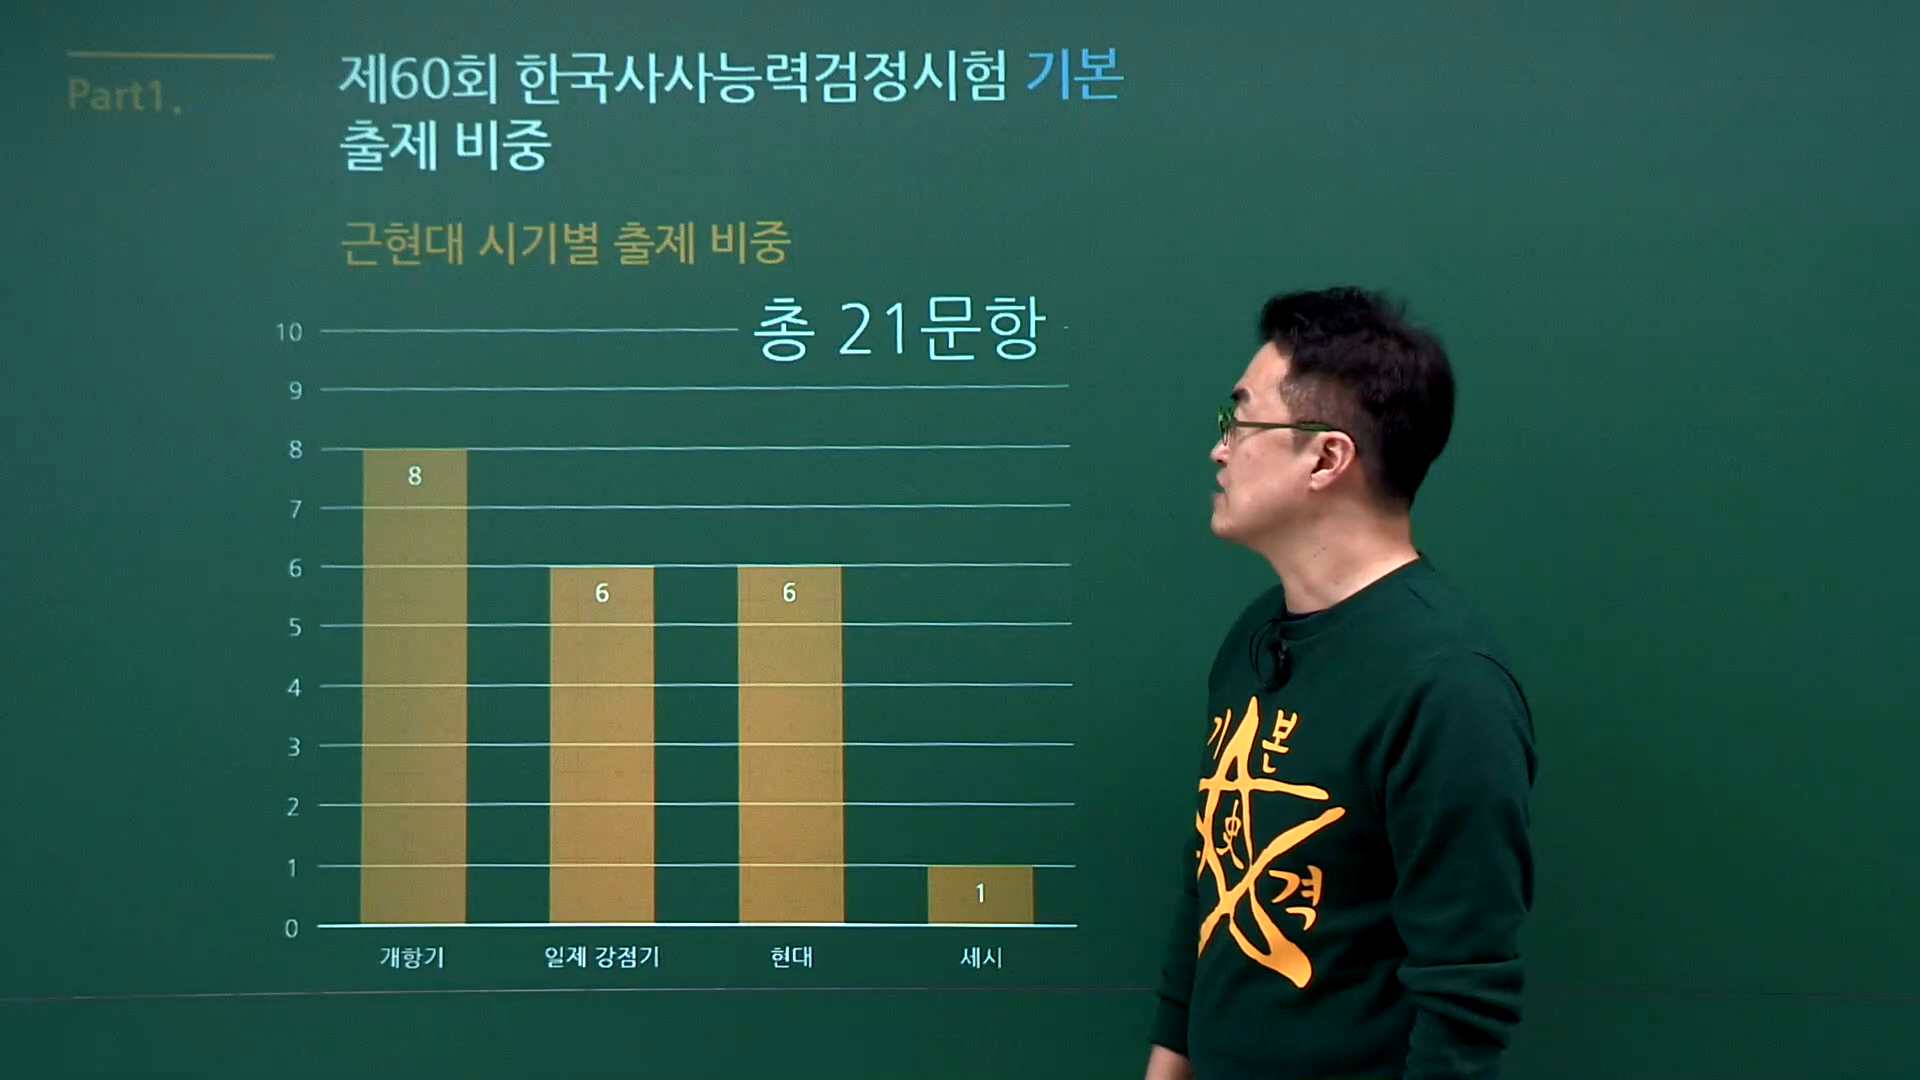 Part1.
제60회 한국사사능력검정시험 기본
출제 비중
근현대 시기별 출제 비중
총 21문항
10
9
8
7
6
5
4
3
2
1
0
8
6
6
1
개항기
일제 강점기
현대
세시
기 본
史
격